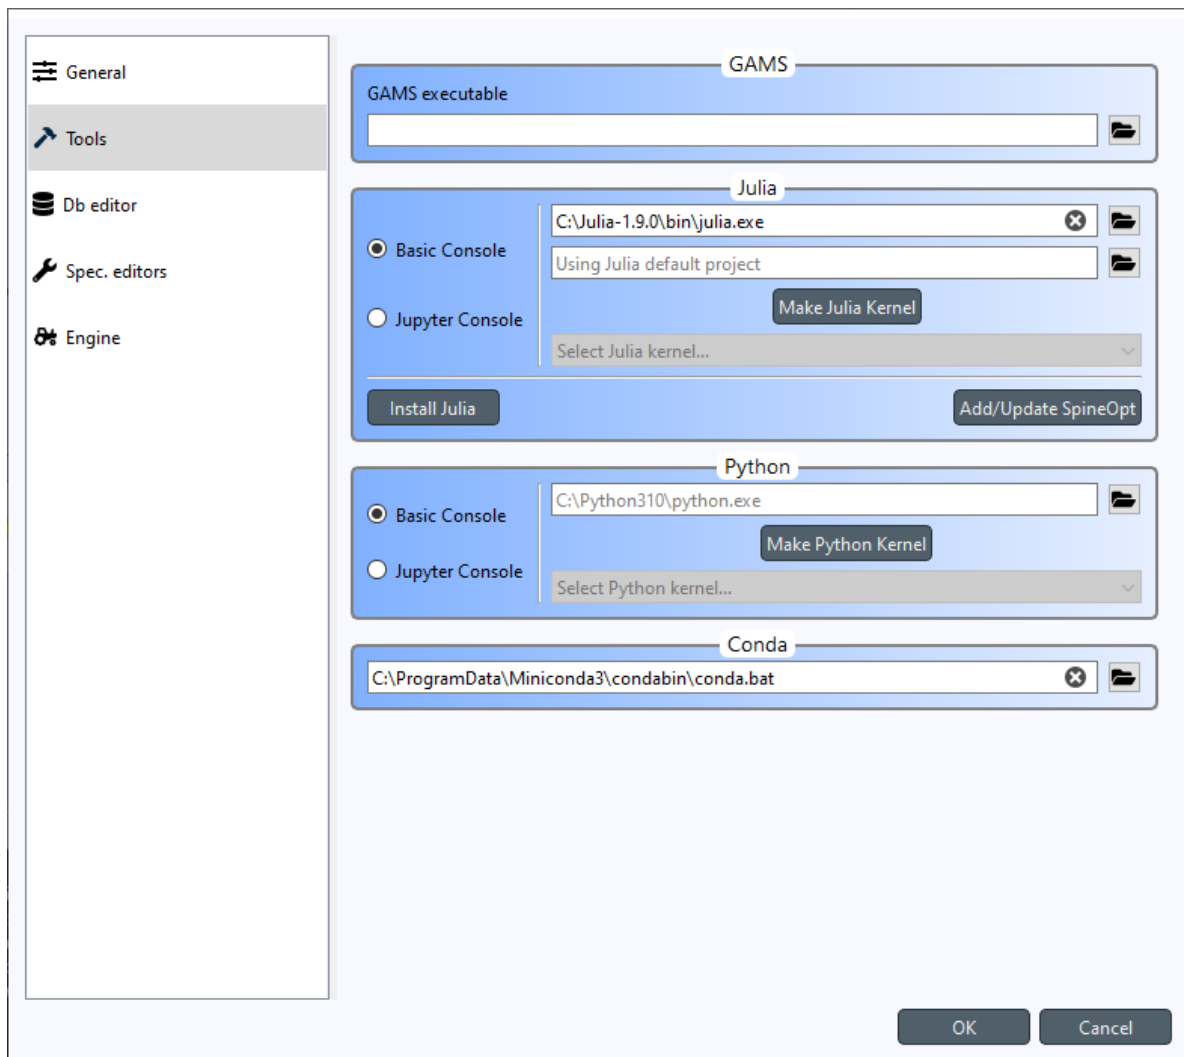 General
Tools
Db editor
Spec. editors
Engine
GAMS
GAMS executable
Julia
Basic Console
C:\Julia-1.9.0\bin\julia.exe
Using Julia default project
Jupyter Console
Make Julia Kernel
Select Julia kernel...
Install Julia
Add/Update SpineOpt
Python
Basic Console
C:\Python310\python.exe
Make Python Kernel
Jupyter Console
Select Python kernel...
Conda
C:\ProgramData\Miniconda3\condabin\conda.bat
OK
Cancel